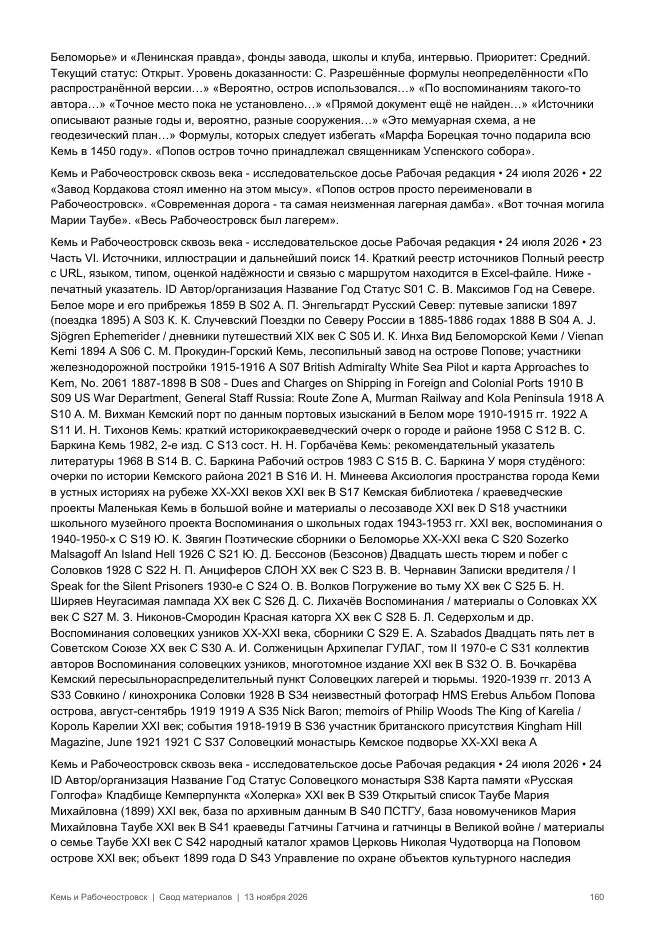 Беломорье» и «Ленинская правда», фонды завода, школы и клуба, интервью. Приоритет: Средний.
Текущий статус: Открыт. Уровень доказанности: C. Разрешённые формулы неопределённости «По
распространённой версии…» «Вероятно, остров использовался…» «По воспоминаниям такого-то
автора…» «Точное место пока не установлено…» «Прямой документ ещё не найден…» «Источники
описывают разные годы и, вероятно, разные сооружения…» «Это мемуарная схема, а не
геодезический план…» Формулы, которых следует избегать «Марфа Борецкая точно подарила всю
Кемь в 1450 году». «Попов остров точно принадлежал священникам Успенского собора».
Кемь и Рабочеостровск сквозь века - исследовательское досье Рабочая редакция • 24 июля 2026 • 22
«Завод Кордакова стоял именно на этом мысу». «Попов остров просто переименовали в
Рабочеостровск». «Современная дорога - та самая неизменная лагерная дамба». «Вот точная могила
Марии Таубе». «Весь Рабочеостровск был лагерем».
Кемь и Рабочеостровск сквозь века - исследовательское досье Рабочая редакция • 24 июля 2026 • 23
Часть VI. Источники, иллюстрации и дальнейший поиск 14. Краткий реестр источников Полный реестр
с URL, языком, типом, оценкой надёжности и связью с маршрутом находится в Excel-файле. Ниже -
печатный указатель. ID Автор/организация Название Год Статус S01 С. В. Максимов Год на Севере.
Белое море и его прибрежья 1859 B S02 А. П. Энгельгардт Русский Север: путевые записки 1897
(поездка 1895) A S03 К. К. Случевский Поездки по Северу России в 1885-1886 годах 1888 B S04 A. J.
Sjögren Ephemerider / дневники путешествий XIX век C S05 И. К. Инха Вид Беломорской Кеми / Vienan
Kemi 1894 A S06 С. М. Прокудин-Горский Кемь, лесопильный завод на острове Попове; участники
железнодорожной постройки 1915-1916 A S07 British Admiralty White Sea Pilot и карта Approaches to
Kem, No. 2061 1887-1898 B S08 - Dues and Charges on Shipping in Foreign and Colonial Ports 1910 B
S09 US War Department, General Staff Russia: Route Zone A, Murman Railway and Kola Peninsula 1918 A
S10 А. М. Вихман Кемский порт по данным портовых изысканий в Белом море 1910-1915 гг. 1922 A
S11 И. Н. Тихонов Кемь: краткий историкокраеведческий очерк о городе и районе 1958 C S12 В. С.
Баркина Кемь 1982, 2-е изд. C S13 сост. Н. Н. Горбачёва Кемь: рекомендательный указатель
литературы 1968 B S14 В. С. Баркина Рабочий остров 1983 C S15 В. С. Баркина У моря студёного:
очерки по истории Кемского района 2021 B S16 И. Н. Минеева Аксиология пространства города Кеми
в устных историях на рубеже XX-XXI веков XXI век B S17 Кемская библиотека / краеведческие
проекты Маленькая Кемь в большой войне и материалы о лесозаводе XXI век D S18 участники
школьного музейного проекта Воспоминания о школьных годах 1943-1953 гг. XXI век, воспоминания о
1940-1950-х C S19 Ю. К. Звягин Поэтические сборники о Беломорье XX-XXI века C S20 Sozerko
Malsagoff An Island Hell 1926 C S21 Ю. Д. Бессонов (Безсонов) Двадцать шесть тюрем и побег с
Соловков 1928 C S22 Н. П. Анциферов СЛОН XX век C S23 В. В. Чернавин Записки вредителя / I
Speak for the Silent Prisoners 1930-е C S24 О. В. Волков Погружение во тьму XX век C S25 Б. Н.
Ширяев Неугасимая лампада XX век C S26 Д. С. Лихачёв Воспоминания / материалы о Соловках XX
век C S27 М. З. Никонов-Смородин Красная каторга XX век C S28 Б. Л. Седерхольм и др.
Воспоминания соловецких узников XX-XXI века, сборники C S29 E. A. Szabados Двадцать пять лет в
Советском Союзе XX век C S30 А. И. Солженицын Архипелаг ГУЛАГ, том II 1970-е C S31 коллектив
авторов Воспоминания соловецких узников, многотомное издание XXI век B S32 О. В. Бочкарёва
Кемский пересыльнораспределительный пункт Соловецких лагерей и тюрьмы. 1920-1939 гг. 2013 A
S33 Совкино / кинохроника Соловки 1928 B S34 неизвестный фотограф HMS Erebus Альбом Попова
острова, август-сентябрь 1919 1919 A S35 Nick Baron; memoirs of Philip Woods The King of Karelia /
Король Карелии XXI век; события 1918-1919 B S36 участник британского присутствия Kingham Hill
Magazine, June 1921 1921 C S37 Соловецкий монастырь Кемское подворье XX-XXI века A
Кемь и Рабочеостровск сквозь века - исследовательское досье Рабочая редакция • 24 июля 2026 • 24
ID Автор/организация Название Год Статус Соловецкого монастыря S38 Карта памяти «Русская
Голгофа» Кладбище Кемперпункта «Холерка» XXI век B S39 Открытый список Таубе Мария
Михайловна (1899) XXI век, база по архивным данным B S40 ПСТГУ, база новомучеников Мария
Михайловна Таубе XXI век B S41 краеведы Гатчины Гатчина и гатчинцы в Великой войне / материалы
о семье Таубе XXI век C S42 народный каталог храмов Церковь Николая Чудотворца на Поповом
острове XXI век; объект 1899 года D S43 Управление по охране объектов культурного наследия
Кемь и Рабочеостровск | Свод материалов | 13 ноября 2026
160